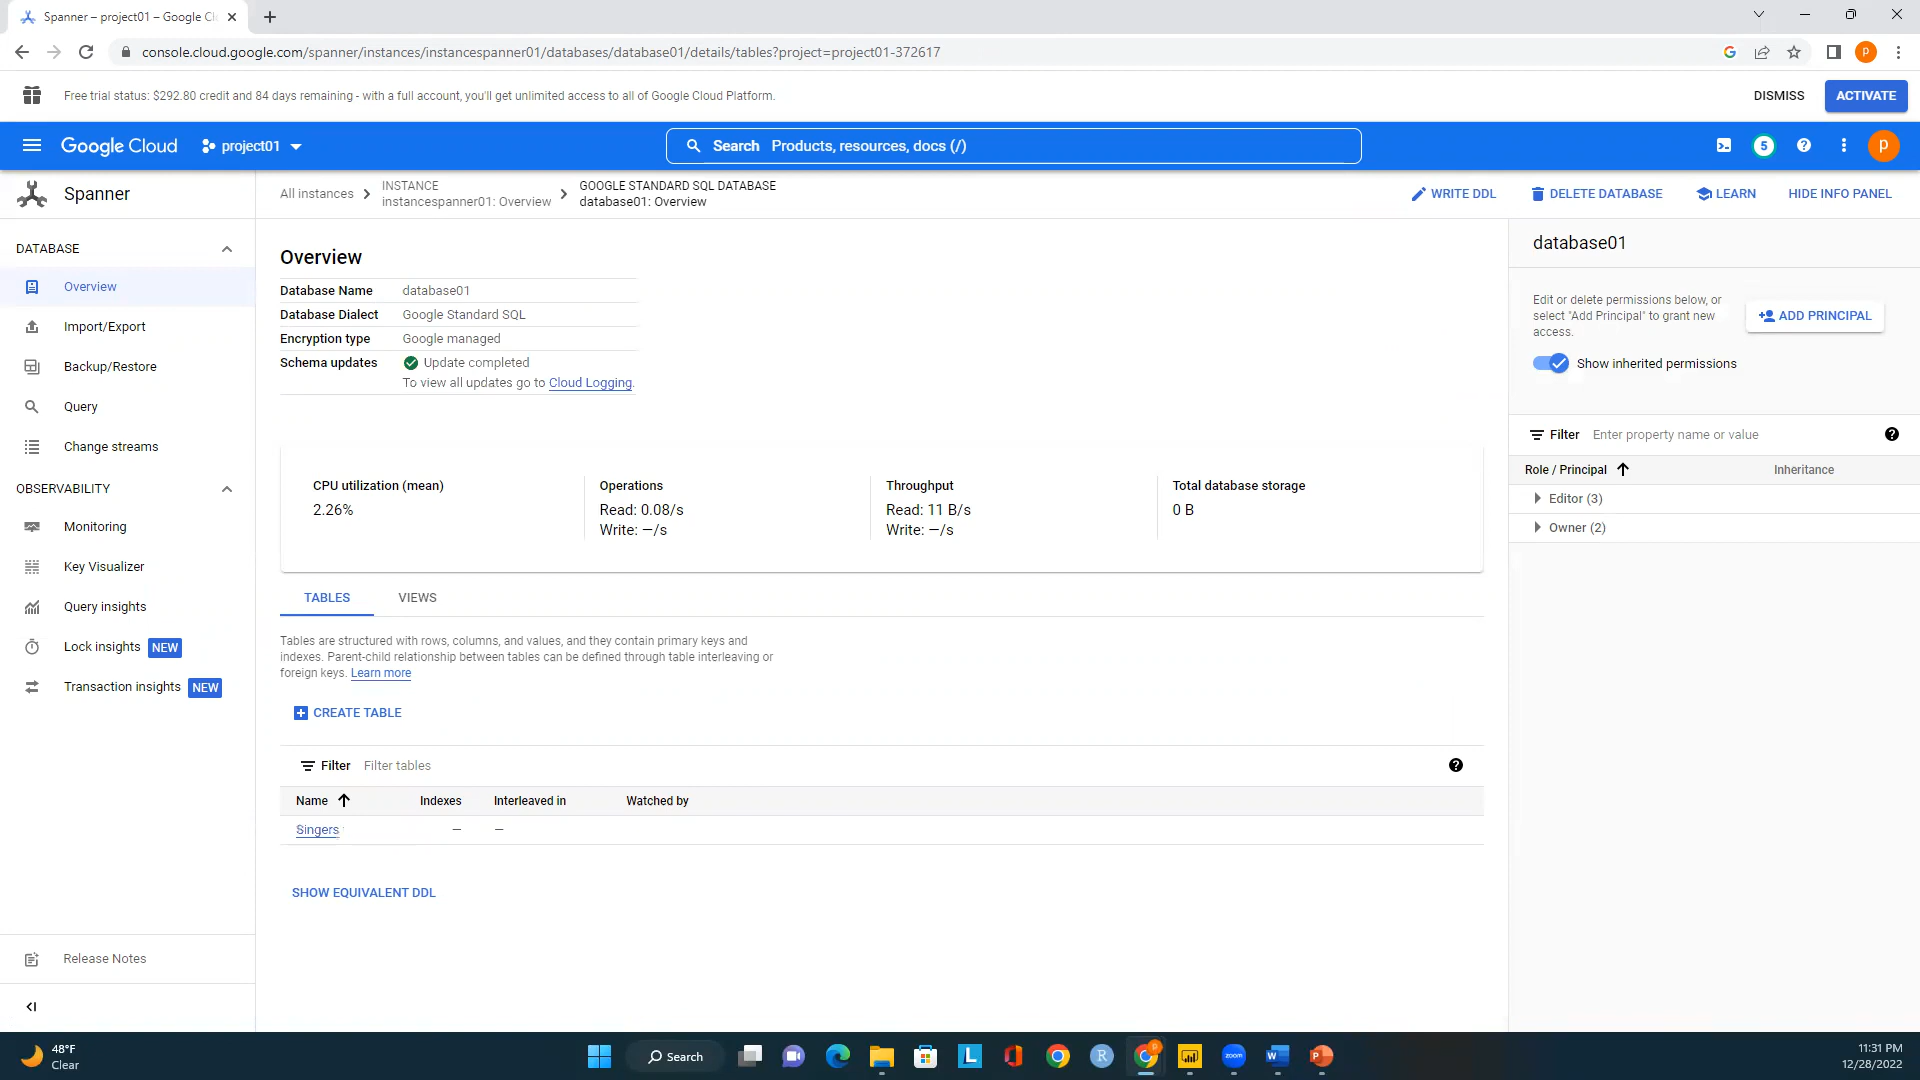 Spanner – project01 – Google Cl
console.cloud.google.com/spanner/instances/instancespanner01/databases/database01/details/tables?project=project01-372617
P
Free trial status: $292.80 credit and 84 days remaining - with a full account, you'll get unlimited access to all of Google Cloud Platform.
DISMISS
ACTIVATE
Google Cloud
project01
Search Products, resources, docs (/)
5
P
Spanner
All instances
INSTANCE
instancespanner01: Overview
GOOGLE STANDARD SQL DATABASE
database01: Overview
WRITE DDL
DELETE DATABASE
LEARN
HIDE INFO PANEL
DATABASE
Overview
Import/Export
Backup/Restore
Query
Change streams
OBSERVABILITY
Monitoring
Key Visualizer
Query insights
Lock insights NEW
Transaction insights NEW
Release Notes
Overview
Database Name database01
Database Dialect Google Standard SQL
Encryption type Google managed
Schema updates Update completed
To view all updates go to Cloud Logging.
CPU utilization (mean)
2.26%
Operations
Read: 0.08/s
Write: —/s
Throughput
Read: 11 B/s
Write: —/s
Total database storage
0 B
TABLES
VIEWS
Tables are structured with rows, columns, and values, and they contain primary keys and
indexes. Parent-child relationship between tables can be defined through table interleaving or
foreign keys. Learn more
CREATE TABLE
Filter Filter tables
Name Indexes Interleaved in Watched by
Singers — —
SHOW EQUIVALENT DDL
database01
Edit or delete permissions below, or
select "Add Principal" to grant new
access.
ADD PRINCIPAL
Show inherited permissions
Filter Enter property name or value
Role / Principal Inheritance
Editor (3)
Owner (2)
48°F
Clear
Search
L
R
P
zoom
W
P
11:31 PM
12/28/2022